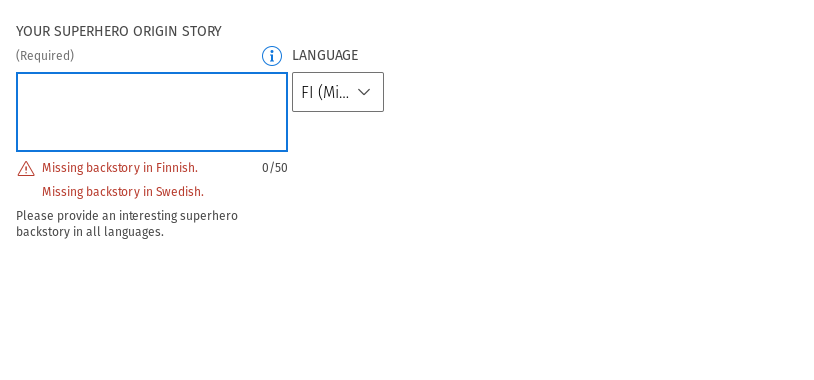 YOUR SUPERHERO ORIGIN STORY
(Required)
LANGUAGE
FI (Mi...
Missing backstory in Finnish.
0/50
Missing backstory in Swedish.
Please provide an interesting superhero
backstory in all languages.